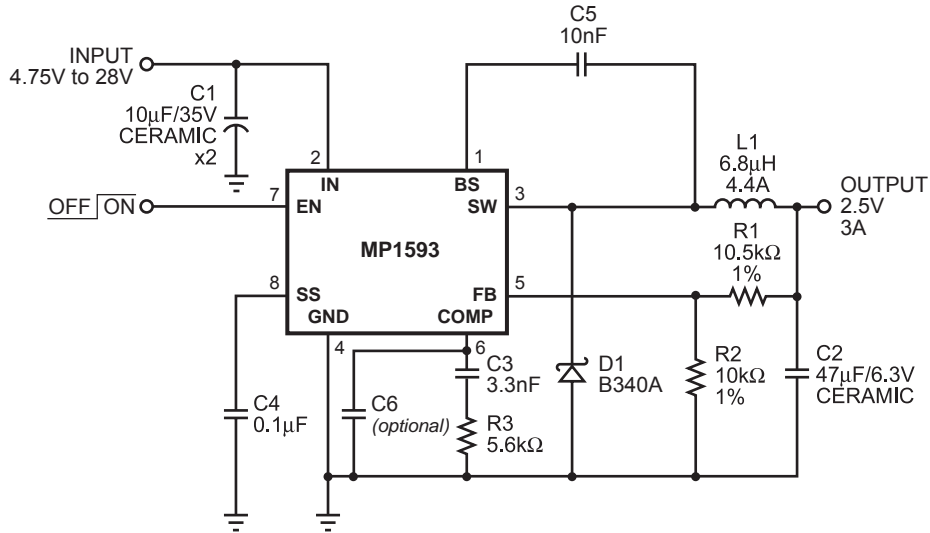 C5
10nF
INPUT
4.75V to 28V
C1
10µF/35V
CERAMIC
x2
2
1
L1
6.8µH
4.4A
IN
BS
7
3
OFF ON
EN
SW
OUTPUT
2.5V
3A
MP1593
R1
10.5kΩ
1%
8
5
SS
FB
GND
COMP
4
6
C4
0.1µF
C6
(optional)
C3
3.3nF
R3
5.6kΩ
D1
B340A
R2
10kΩ
1%
C2
47µF/6.3V
CERAMIC